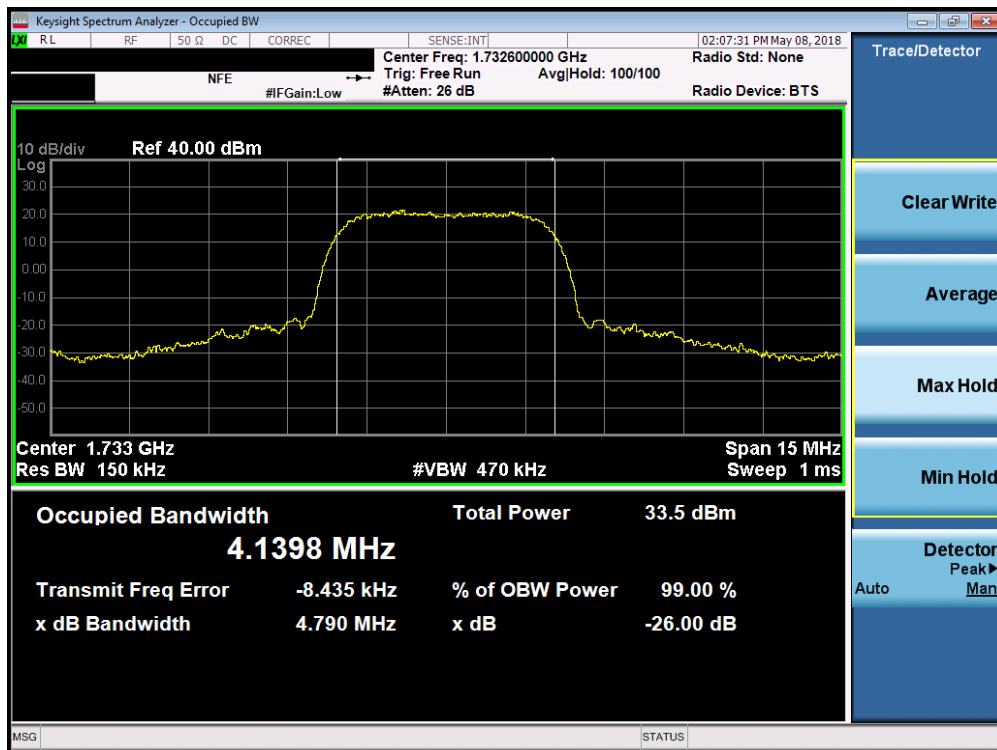 Keysight Spectrum Analyzer - Occupied BW
LXI RL RF 50 Ω DC CORREC SENSE:INT 02:07:31 PM May 08, 2018
Center Freq: 1.732600000 GHz Radio Std: None
NFE Trig: Free Run Avg|Hold: 100/100
#IFGain:Low #Atten: 26 dB Radio Device: BTS
Trace/Detector
10 dB/div Ref 40.00 dBm
Log
30.0
20.0
10.0
0.00
-10.0
-20.0
-30.0
-40.0
-50.0
Center 1.733 GHz Span 15 MHz
Res BW 150 kHz #VBW 470 kHz Sweep 1 ms
Occupied Bandwidth Total Power 33.5 dBm
4.1398 MHz
Transmit Freq Error -8.435 kHz % of OBW Power 99.00 %
x dB Bandwidth 4.790 MHz x dB -26.00 dB
Clear Write
Average
Max Hold
Min Hold
Detector
Peak▶
Auto Man
MSG STATUS